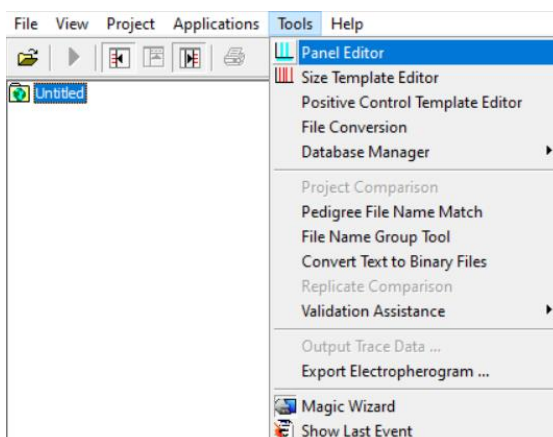 File View Project Applications Tools Help
Untitled
Panel Editor
Size Template Editor
Positive Control Template Editor
File Conversion
Database Manager
Project Comparison
Pedigree File Name Match
File Name Group Tool
Convert Text to Binary Files
Replicate Comparison
Validation Assistance
Output Trace Data ...
Export Electropherogram ...
Magic Wizard
Show Last Event